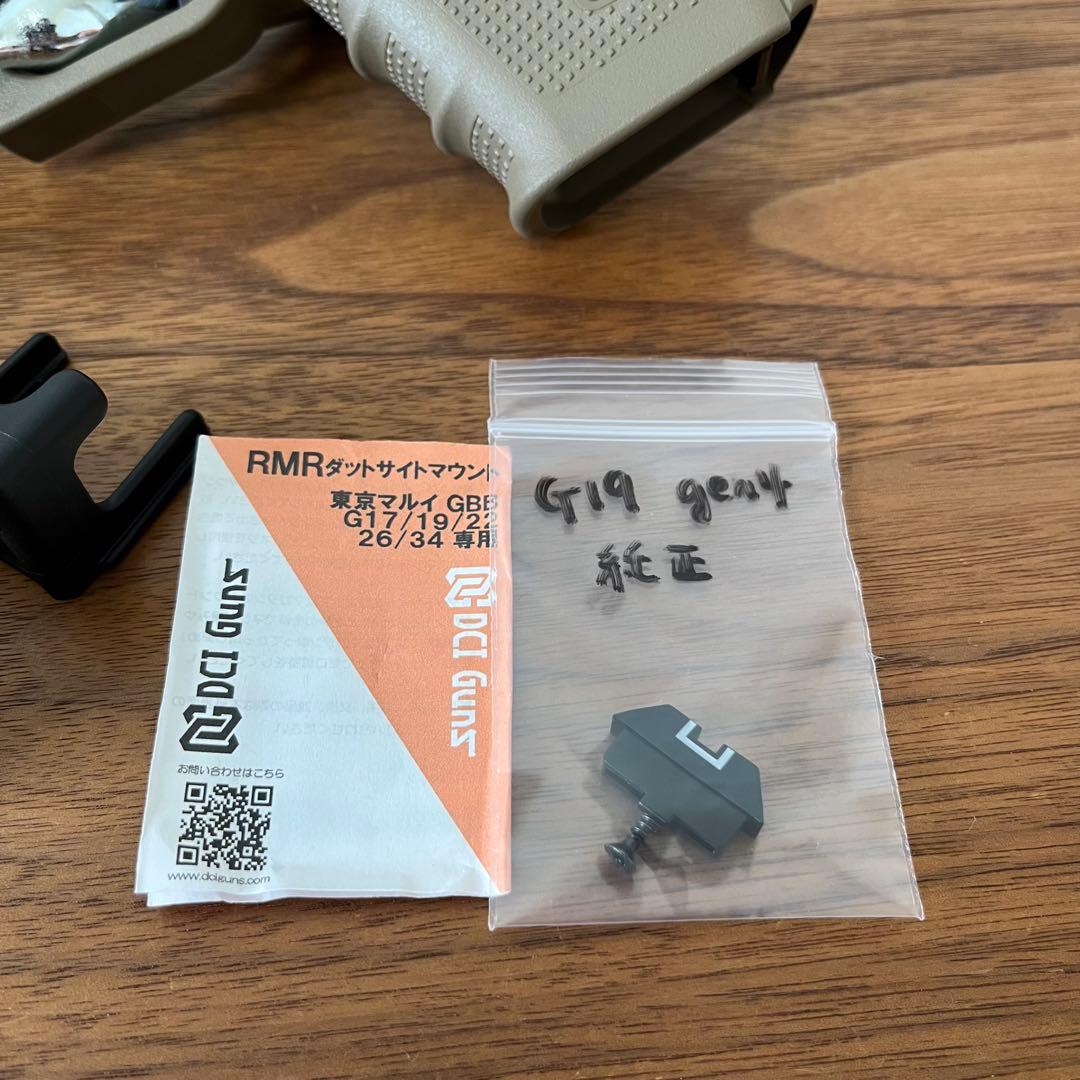 RMRダットサイトマウント
東京マルイ GBB
G17/19/22
26/34 専用
DCI Guns
DCI Guns
お問い合わせはこちら
www.dciguns.com
G19 gen4
純正